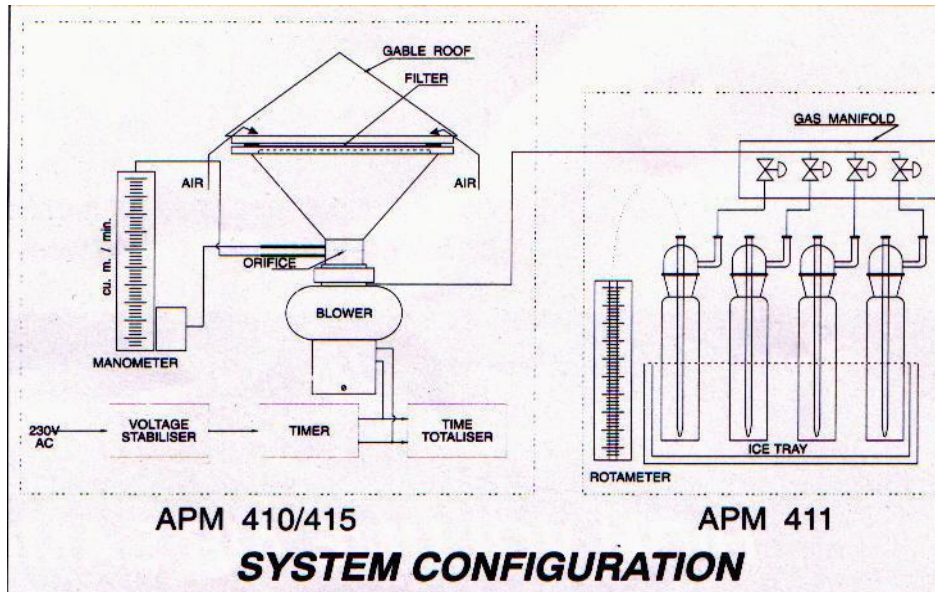 GABLE ROOF
FILTER
GAS MANIFOLD
AIR
AIR
cu. m. / min.
ORIFICE
BLOWER
MANOMETER
230V
AC
VOLTAGE
STABILISER
TIMER
TIME
TOTALISER
ICE TRAY
ROTAMETER
APM 410/415
APM 411
SYSTEM CONFIGURATION